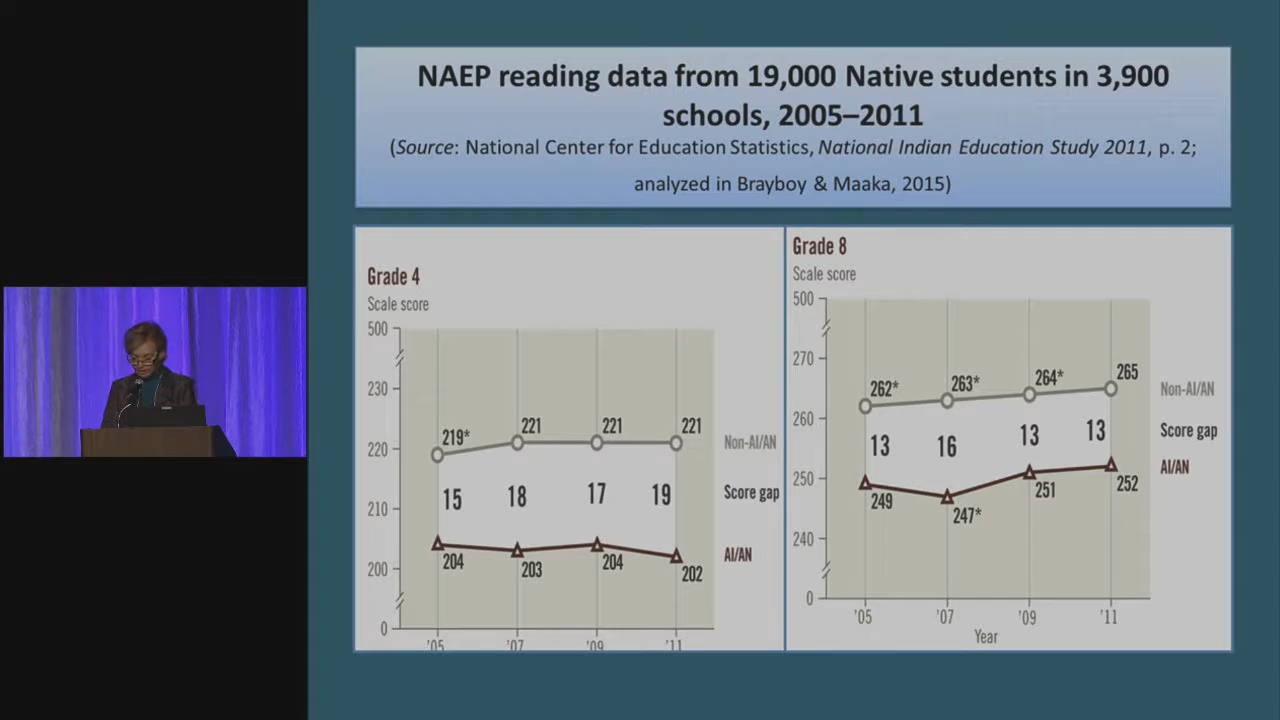 NAEP reading data from 19,000 Native students in 3,900
schools, 2005–2011
(Source: National Center for Education Statistics, National Indian Education Study 2011, p. 2;
analyzed in Brayboy & Maaka, 2015)
Grade 4
Scale score
500
230
220
210
200
0
219*
221
221
221
Non-AI/AN
15
18
17
19
Score gap
204
203
204
202
AI/AN
'05
'07
'09
'11
Grade 8
Scale score
500
270
260
250
240
0
262*
263*
264*
265
Non-AI/AN
13
16
13
13
Score gap
249
247*
251
252
AI/AN
'05
'07
'09
'11
Year